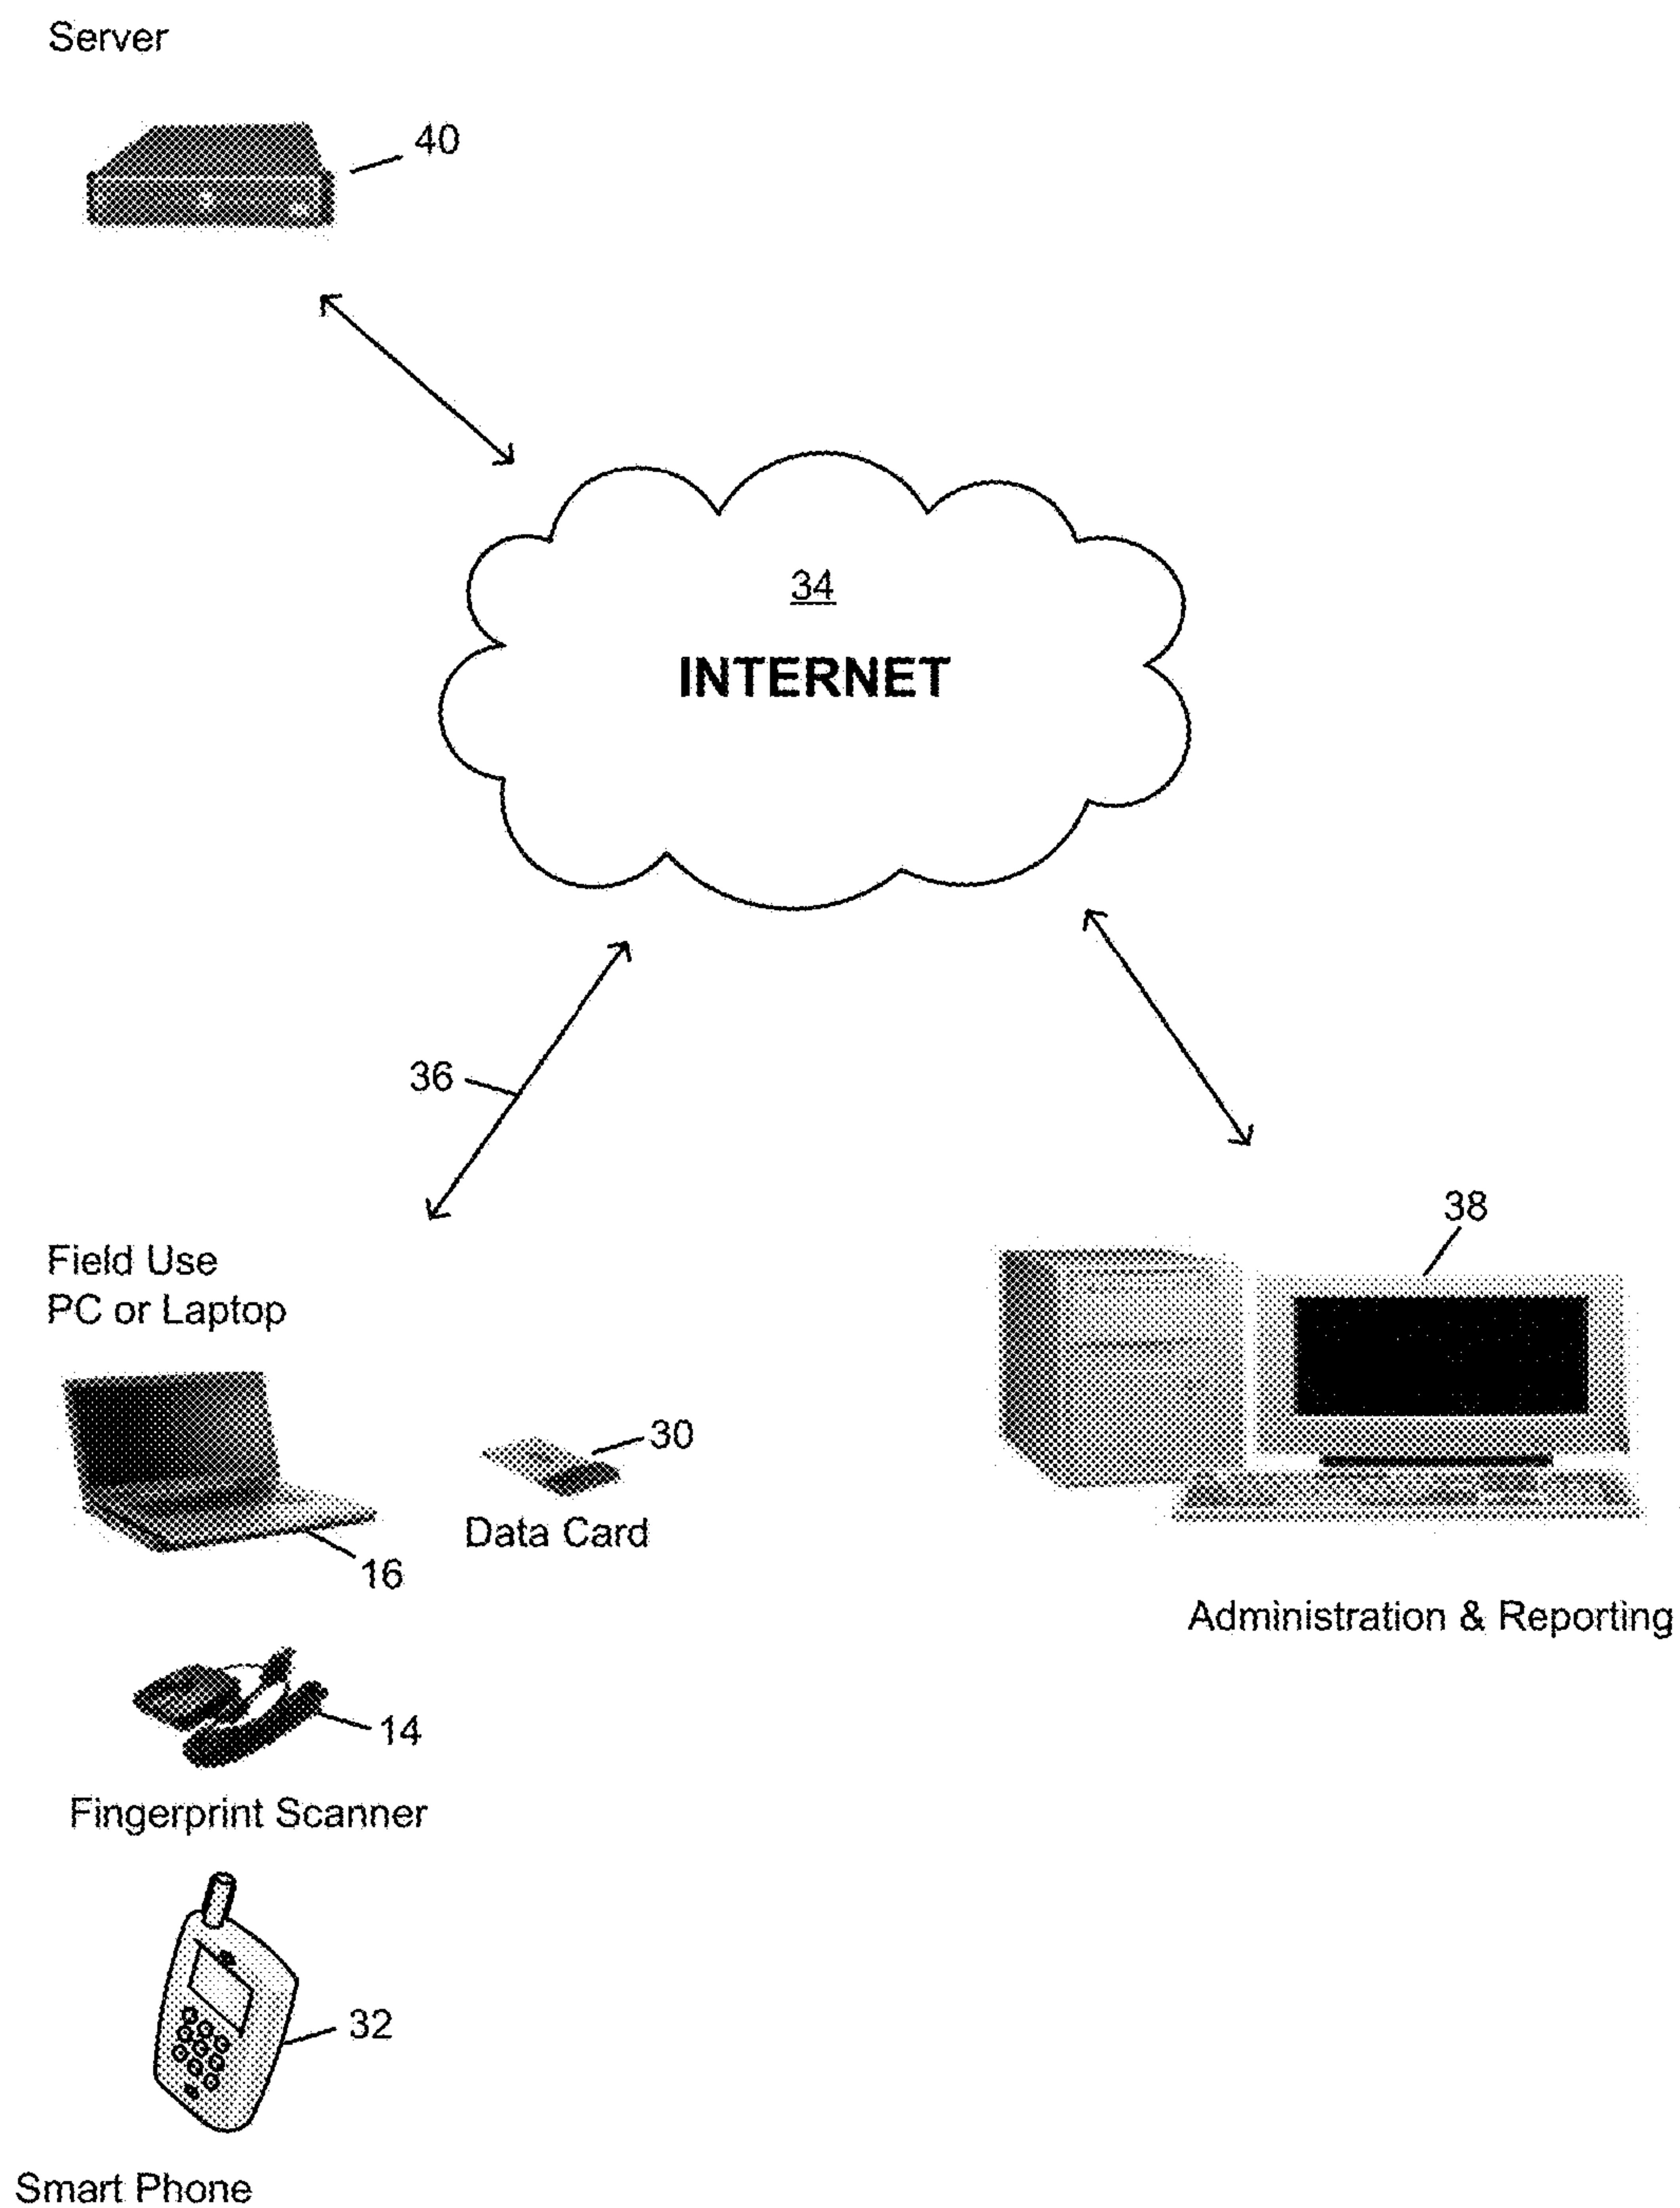 Server
40
34
INTERNET
36
38
Field Use
PC or Laptop
30
Data Card
16
Administration & Reporting
14
Fingerprint Scanner
32
Smart Phone